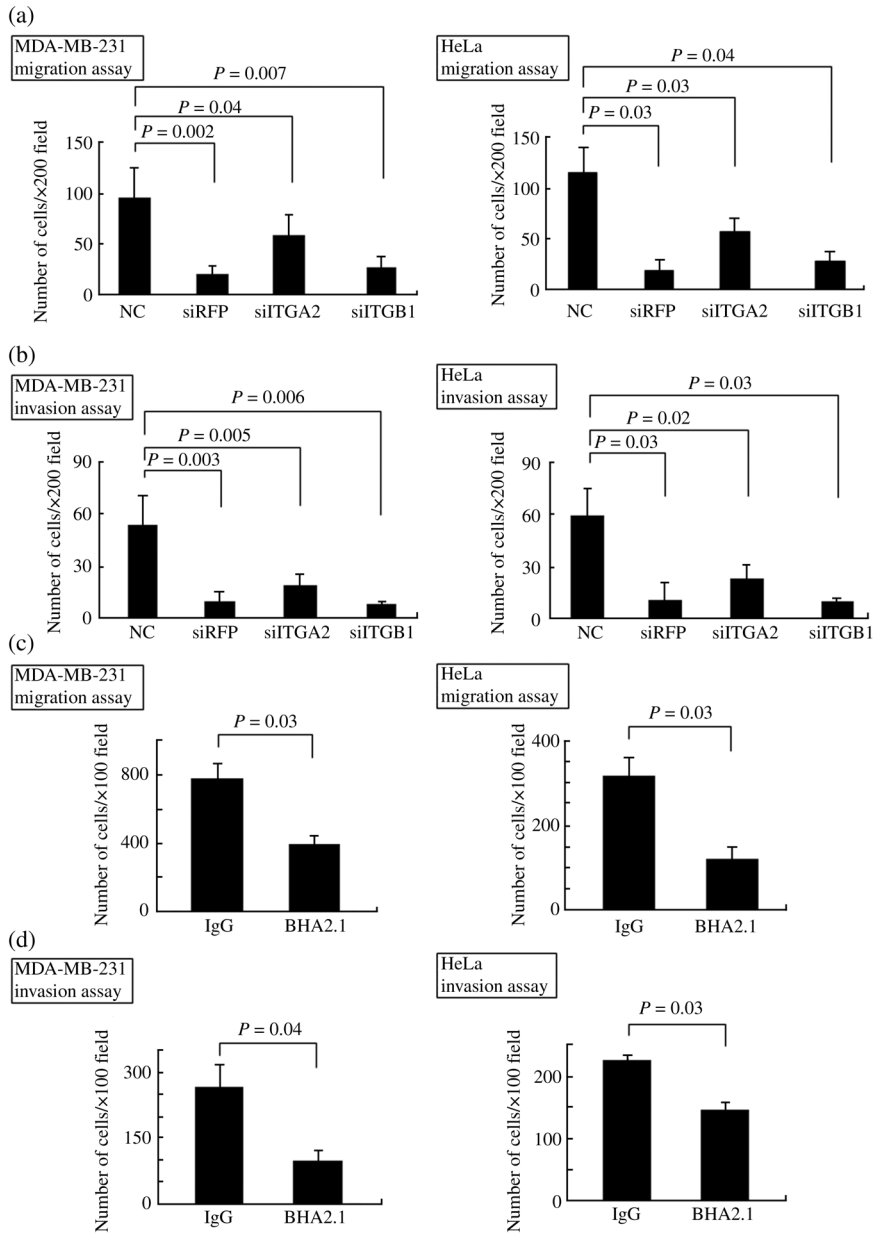 (a)
MDA-MB-231
migration assay
P = 0.007
P = 0.04
P = 0.002
Number of cells/×200 field
150
100
50
0
NC siRFP siITGA2 siITGB1
HeLa
migration assay
P = 0.04
P = 0.03
P = 0.03
Number of cells/×200 field
150
100
50
0
NC siRFP siITGA2 siITGB1
(b)
MDA-MB-231
invasion assay
P = 0.006
P = 0.005
P = 0.003
Number of cells/×200 field
90
60
30
0
NC siRFP siITGA2 siITGB1
HeLa
invasion assay
P = 0.03
P = 0.02
P = 0.03
Number of cells/×200 field
90
60
30
0
NC siRFP siITGA2 siITGB1
(c)
MDA-MB-231
migration assay
P = 0.03
Number of cells/×100 field
800
400
0
IgG BHA2.1
HeLa
migration assay
P = 0.03
Number of cells/×100 field
400
200
0
IgG BHA2.1
(d)
MDA-MB-231
invasion assay
P = 0.04
Number of cells/×100 field
300
150
0
IgG BHA2.1
HeLa
invasion assay
P = 0.03
Number of cells/×100 field
200
100
0
IgG BHA2.1